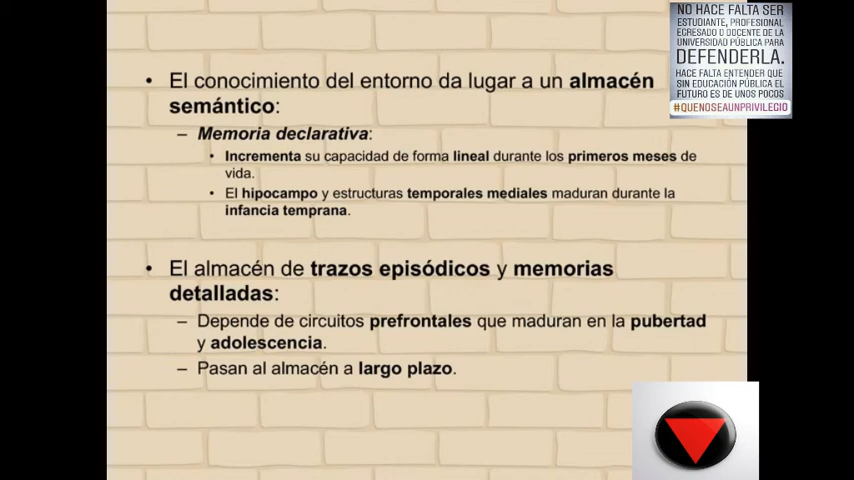 NO HACE FALTA SER
ESTUDIANTE, PROFESIONAL
EGRESADO O DOCENTE DE LA
UNIVERSIDAD PÚBLICA PARA
DEFENDERLA.
HACE FALTA ENTENDER QUE
SIN EDUCACIÓN PÚBLICA EL
FUTURO ES DE UNOS POCOS
#QUENOSEAUNPRIVILEGIO
• El conocimiento del entorno da lugar a un almacén
semántico:
– Memoria declarativa:
• Incrementa su capacidad de forma lineal durante los primeros meses de
vida.
• El hipocampo y estructuras temporales mediales maduran durante la
infancia temprana.
• El almacén de trazos episódicos y memorias
detalladas:
– Depende de circuitos prefrontales que maduran en la pubertad
y adolescencia.
– Pasan al almacén a largo plazo.